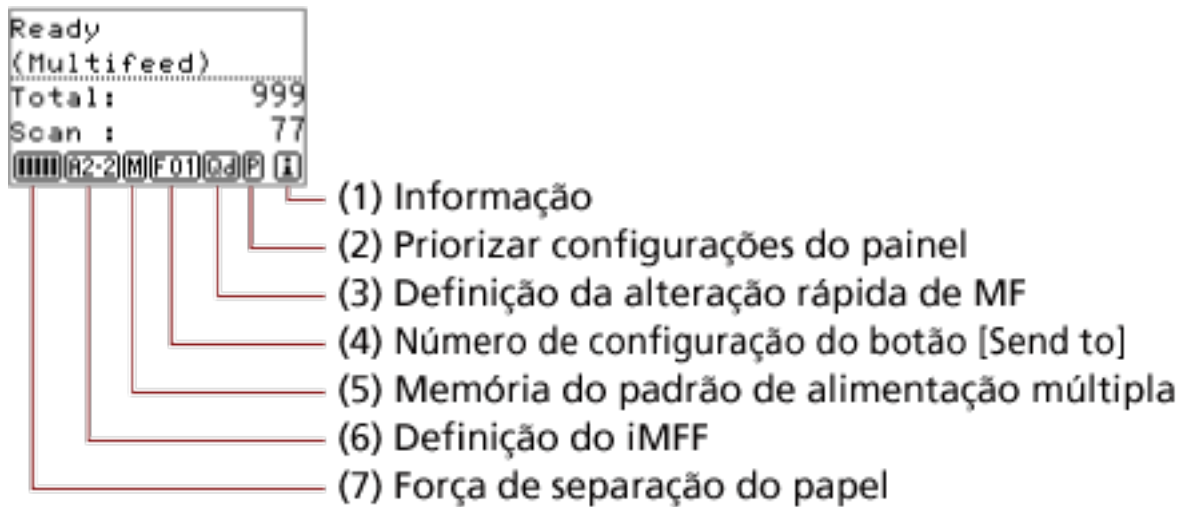 Ready
(Multifeed)
Total: 999
Scan : 77
A2-2 M F 01 Qd P i
(1) Informação
(2) Priorizar configurações do painel
(3) Definição da alteração rápida de MF
(4) Número de configuração do botão [Send to]
(5) Memória do padrão de alimentação múltipla
(6) Definição do iMFF
(7) Força de separação do papel